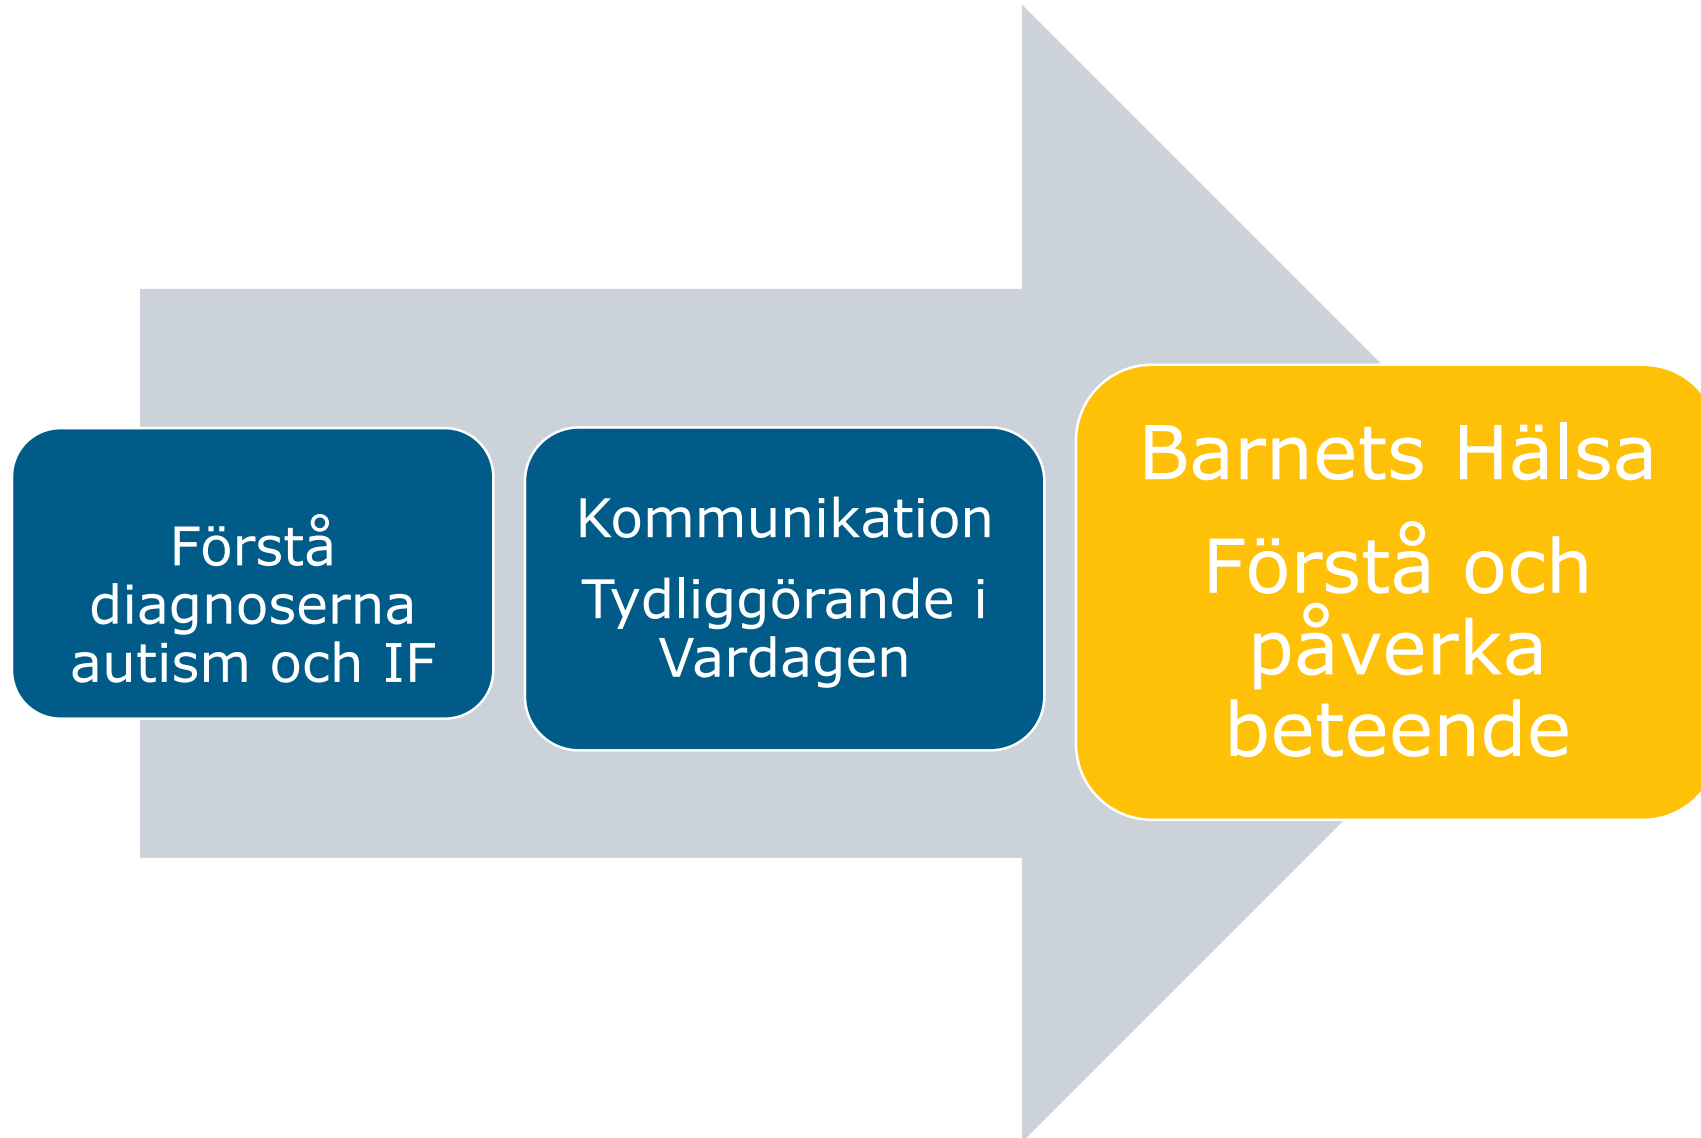 Förstå
diagnoserna
autism och IF
Kommunikation
Tydliggörande i
Vardagen
Barnets Hälsa
Förstå och
påverka
beteende